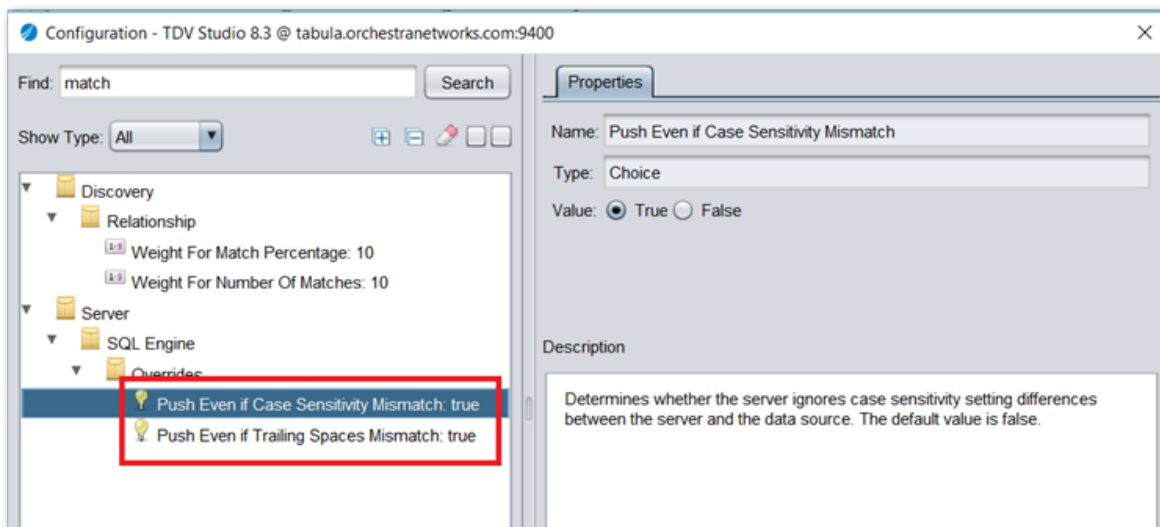 Configuration - TDV Studio 8.3 @ tabula.orchestranetworks.com:9400
Find: match Search
Show Type: All
Discovery
Relationship
Weight For Match Percentage: 10
Weight For Number Of Matches: 10
Server
SQL Engine
Overrides
Push Even if Case Sensitivity Mismatch: true
Push Even if Trailing Spaces Mismatch: true
Properties
Name: Push Even if Case Sensitivity Mismatch
Type: Choice
Value: True False
Description
Determines whether the server ignores case sensitivity setting differences
between the server and the data source. The default value is false.